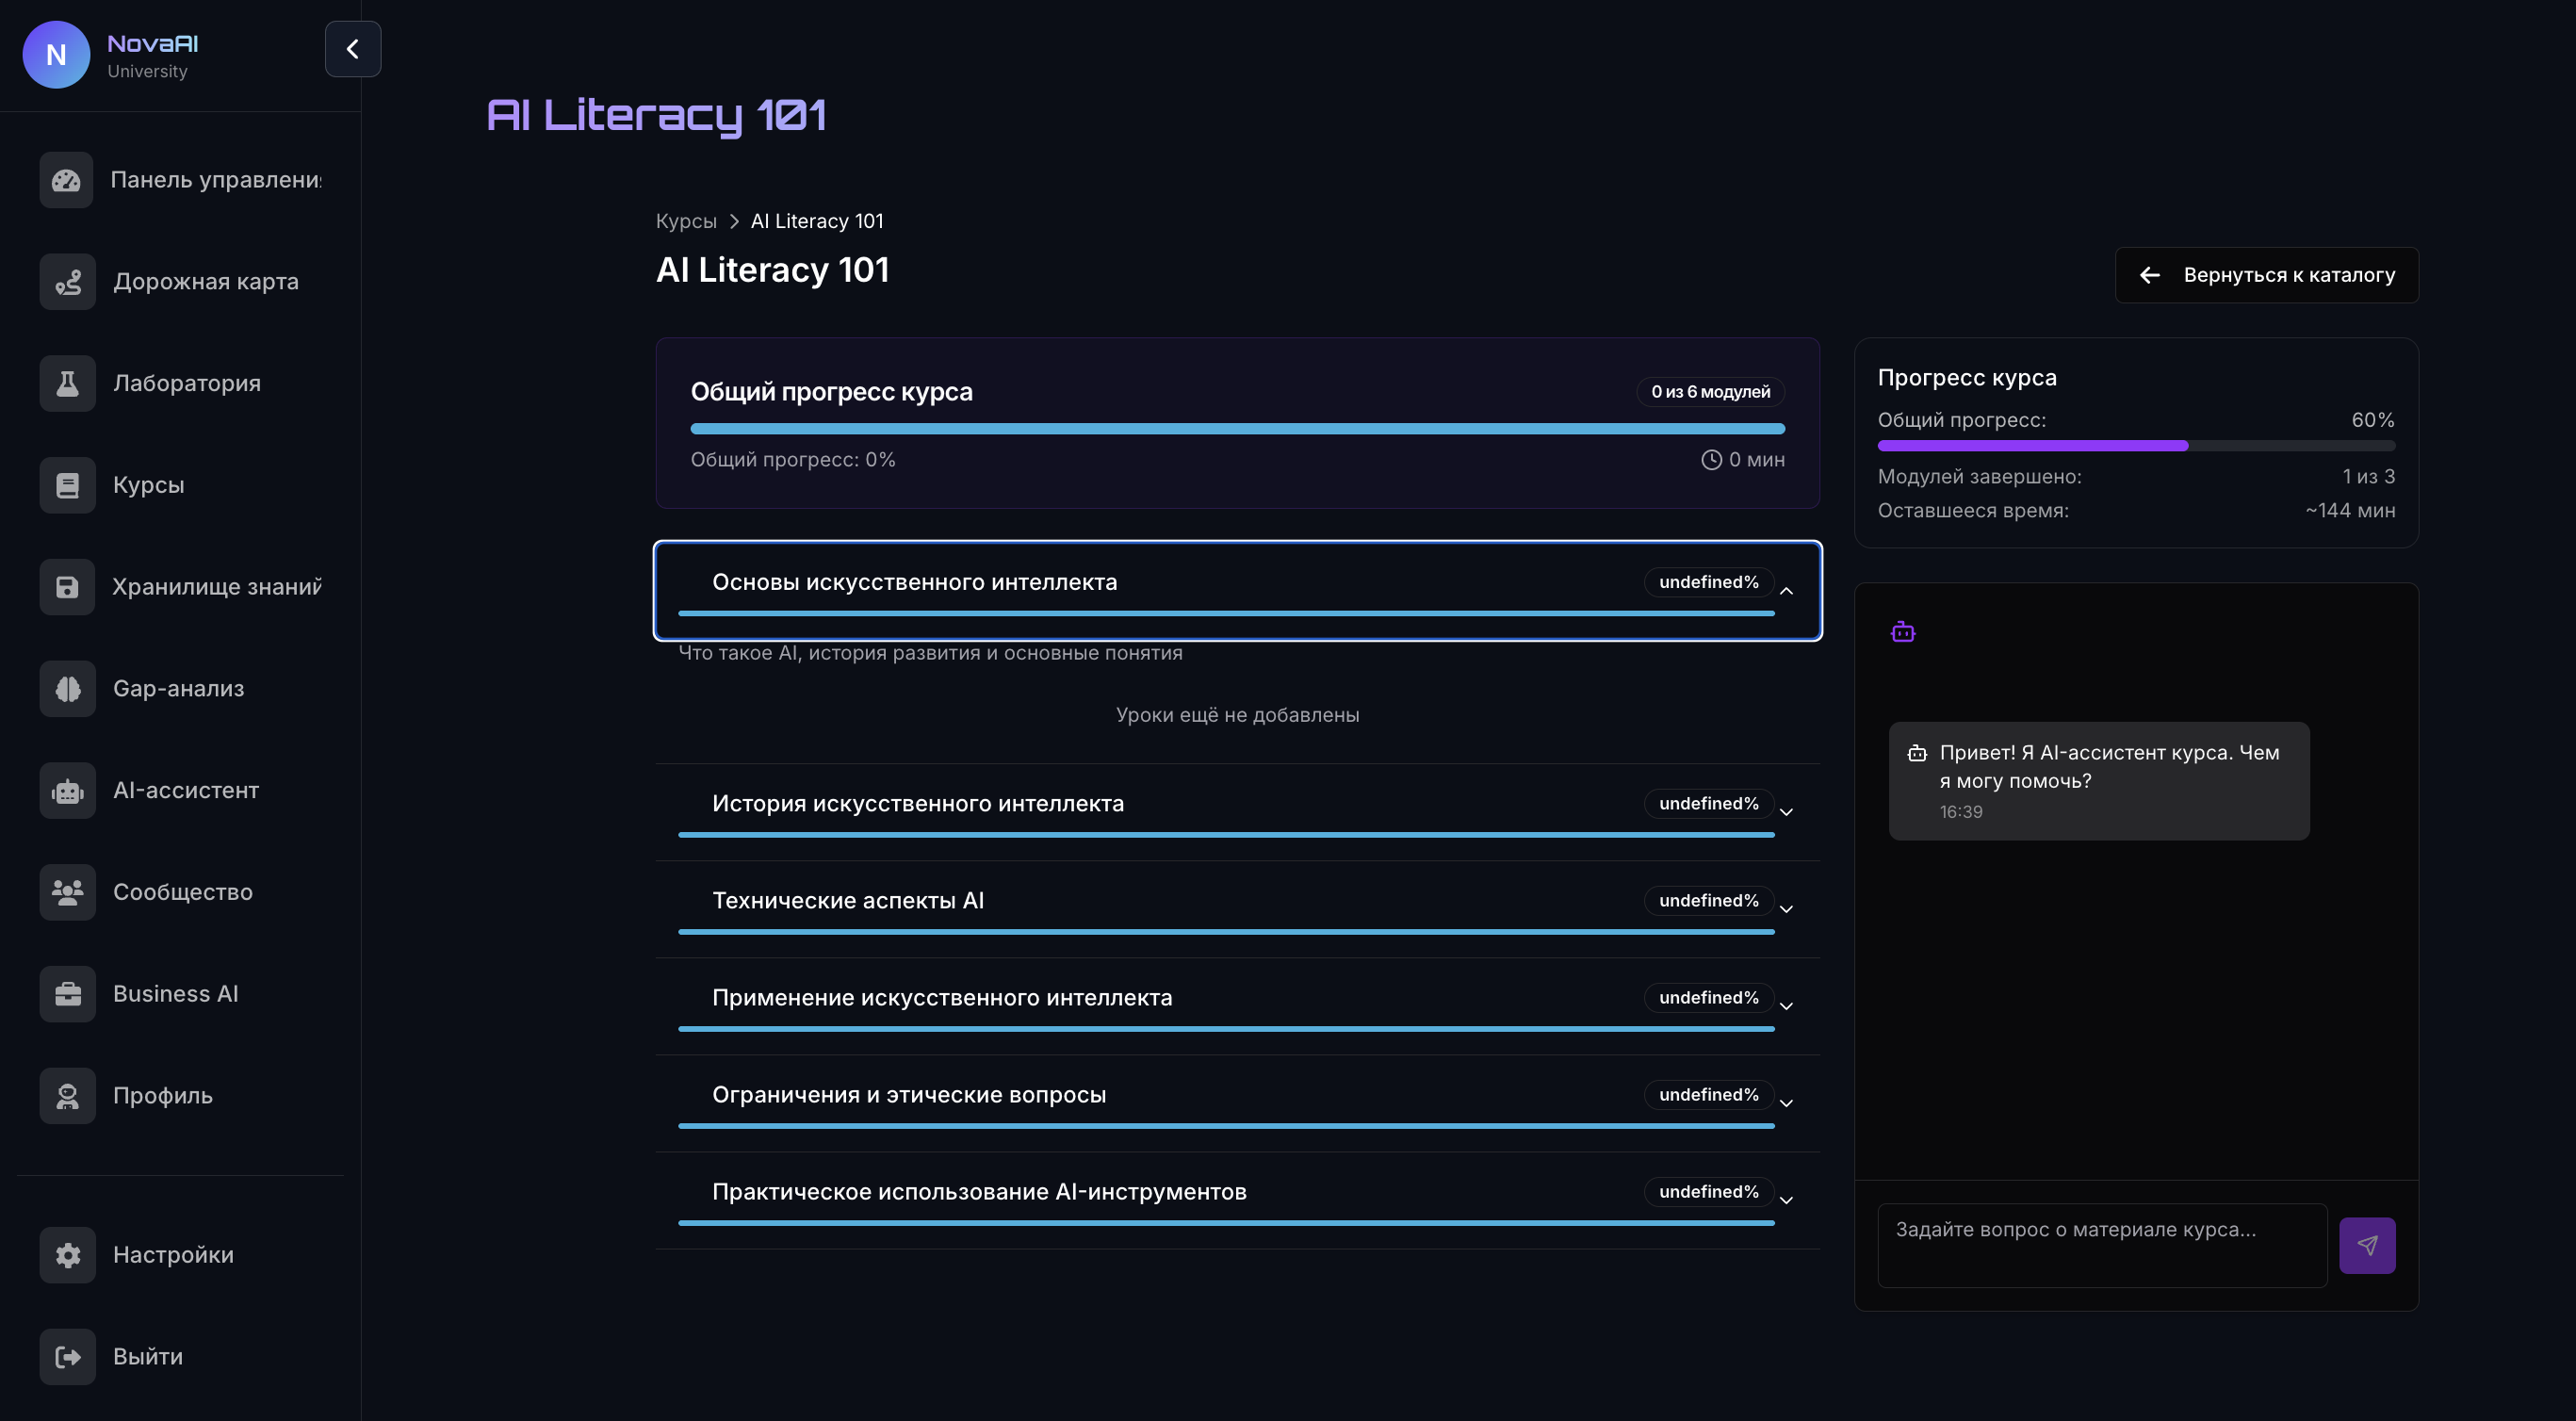 N
NovaAI
University
AI Literacy 101
Панель управлени
Дорожная карта
Лаборатория
Курсы
Хранилище знаний
Gap-анализ
AI-ассистент
Сообщество
Business AI
Профиль
Настройки
Выйти
Курсы > AI Literacy 101
AI Literacy 101
Вернуться к каталогу
Общий прогресс курса
0 из 6 модулей
Общий прогресс: 0%
0 мин
Основы искусственного интеллекта
undefined%
Что такое AI, история развития и основные понятия
Уроки ещё не добавлены
История искусственного интеллекта
undefined%
Технические аспекты AI
undefined%
Применение искусственного интеллекта
undefined%
Ограничения и этические вопросы
undefined%
Практическое использование AI-инструментов
undefined%
Прогресс курса
Общий прогресс: 60%
Модулей завершено: 1 из 3
Оставшееся время: ~144 мин
Привет! Я AI-ассистент курса. Чем
я могу помочь?
16:39
Задайте вопрос о материале курса...